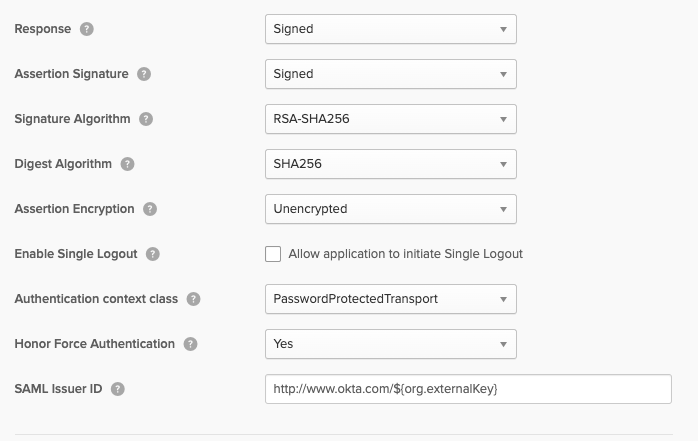 Response ? Signed
Assertion Signature ? Signed
Signature Algorithm ? RSA-SHA256
Digest Algorithm ? SHA256
Assertion Encryption ? Unencrypted
Enable Single Logout ? Allow application to initiate Single Logout
Authentication context class ? PasswordProtectedTransport
Honor Force Authentication ? Yes
SAML Issuer ID ? http://www.okta.com/${org.externalKey}